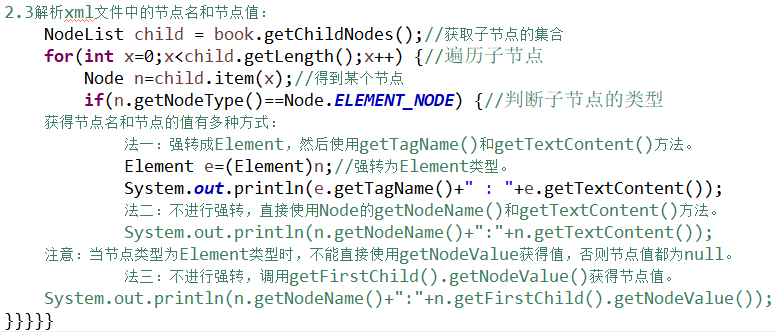 2.3解析xml文件中的节点名和节点值：
NodeList child = book.getChildNodes();//获取子节点的集合
for(int x=0;x<child.getLength();x++) {//遍历子节点
Node n=child.item(x);//得到某个节点
if(n.getNodeType()==Node.ELEMENT_NODE) {//判断子节点的类型
获得节点名和节点的值有多种方式：
法一：强转成Element，然后使用getTagName()和getTextContent()方法。
Element e=(Element)n;//强转为Element类型。
System.out.println(e.getTagName()+" : "+e.getTextContent());
法二：不进行强转，直接使用Node的getNodeName()和getTextContent()方法。
System.out.println(n.getNodeName()+":"+n.getTextContent());
注意：当节点类型为Element类型时，不能直接使用getNodeValue获得值，否则节点值都为null。
法三：不进行强转，调用getFirstChild().getNodeValue()获得节点值。
System.out.println(n.getNodeName()+":"+n.getFirstChild().getNodeValue());
}}}}}